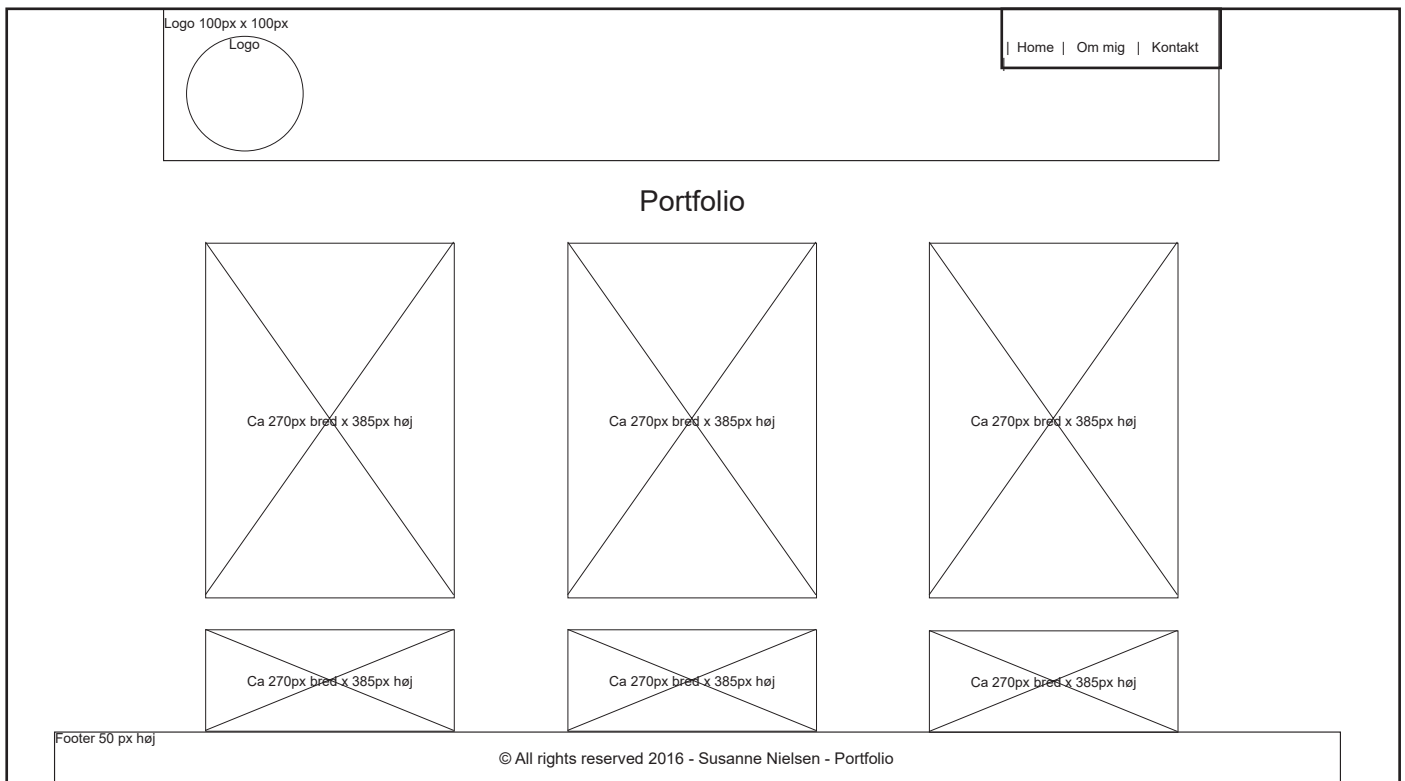 Logo 100px x 100px
Logo
| Home | Om mig | Kontakt
|
Portfolio
Ca 270px bred x 385px høj
Ca 270px bred x 385px høj
Ca 270px bred x 385px høj
Ca 270px bred x 385px høj
Ca 270px bred x 385px høj
Ca 270px bred x 385px høj
Footer 50 px høj
© All rights reserved 2016 - Susanne Nielsen - Portfolio